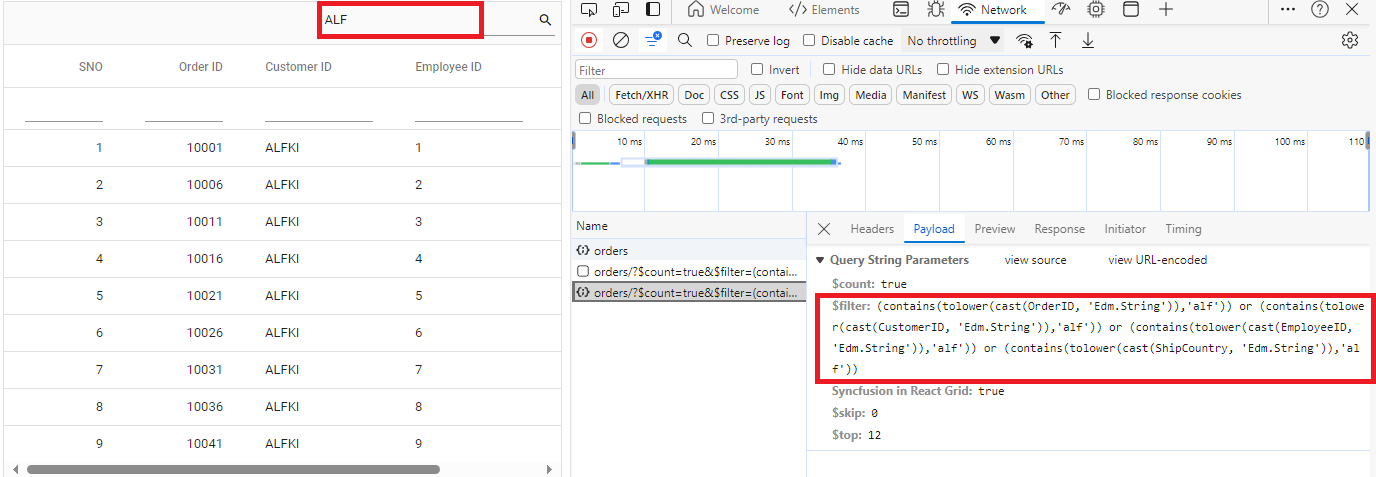 ALF
SNO Order ID Customer ID Employee ID
1 10001 ALFKI 1
2 10006 ALFKI 2
3 10011 ALFKI 3
4 10016 ALFKI 4
5 10021 ALFKI 5
6 10026 ALFKI 6
7 10031 ALFKI 7
8 10036 ALFKI 8
9 10041 ALFKI 9
Welcome Elements Network
Preserve log Disable cache No throttling
Filter Invert Hide data URLs Hide extension URLs
All Fetch/XHR Doc CSS JS Font Img Media Manifest WS Wasm Other Blocked response cookies
Blocked requests 3rd-party requests
10 ms 20 ms 30 ms 40 ms 50 ms 60 ms 70 ms 80 ms 90 ms 100 ms 110
Name
orders
orders/?$count=true&$filter=(contai...
orders/?$count=true&$filter=(contai...
Headers Payload Preview Response Initiator Timing
Query String Parameters view source view URL-encoded
$count: true
$filter: (contains(tolower(cast(OrderID, 'Edm.String')),'alf')) or (contains(tolowe
r(cast(CustomerID, 'Edm.String')),'alf')) or (contains(tolower(cast(EmployeeID,
'Edm.String')),'alf')) or (contains(tolower(cast(ShipCountry, 'Edm.String')),'al
f'))
Syncfusion in React Grid: true
$skip: 0
$top: 12